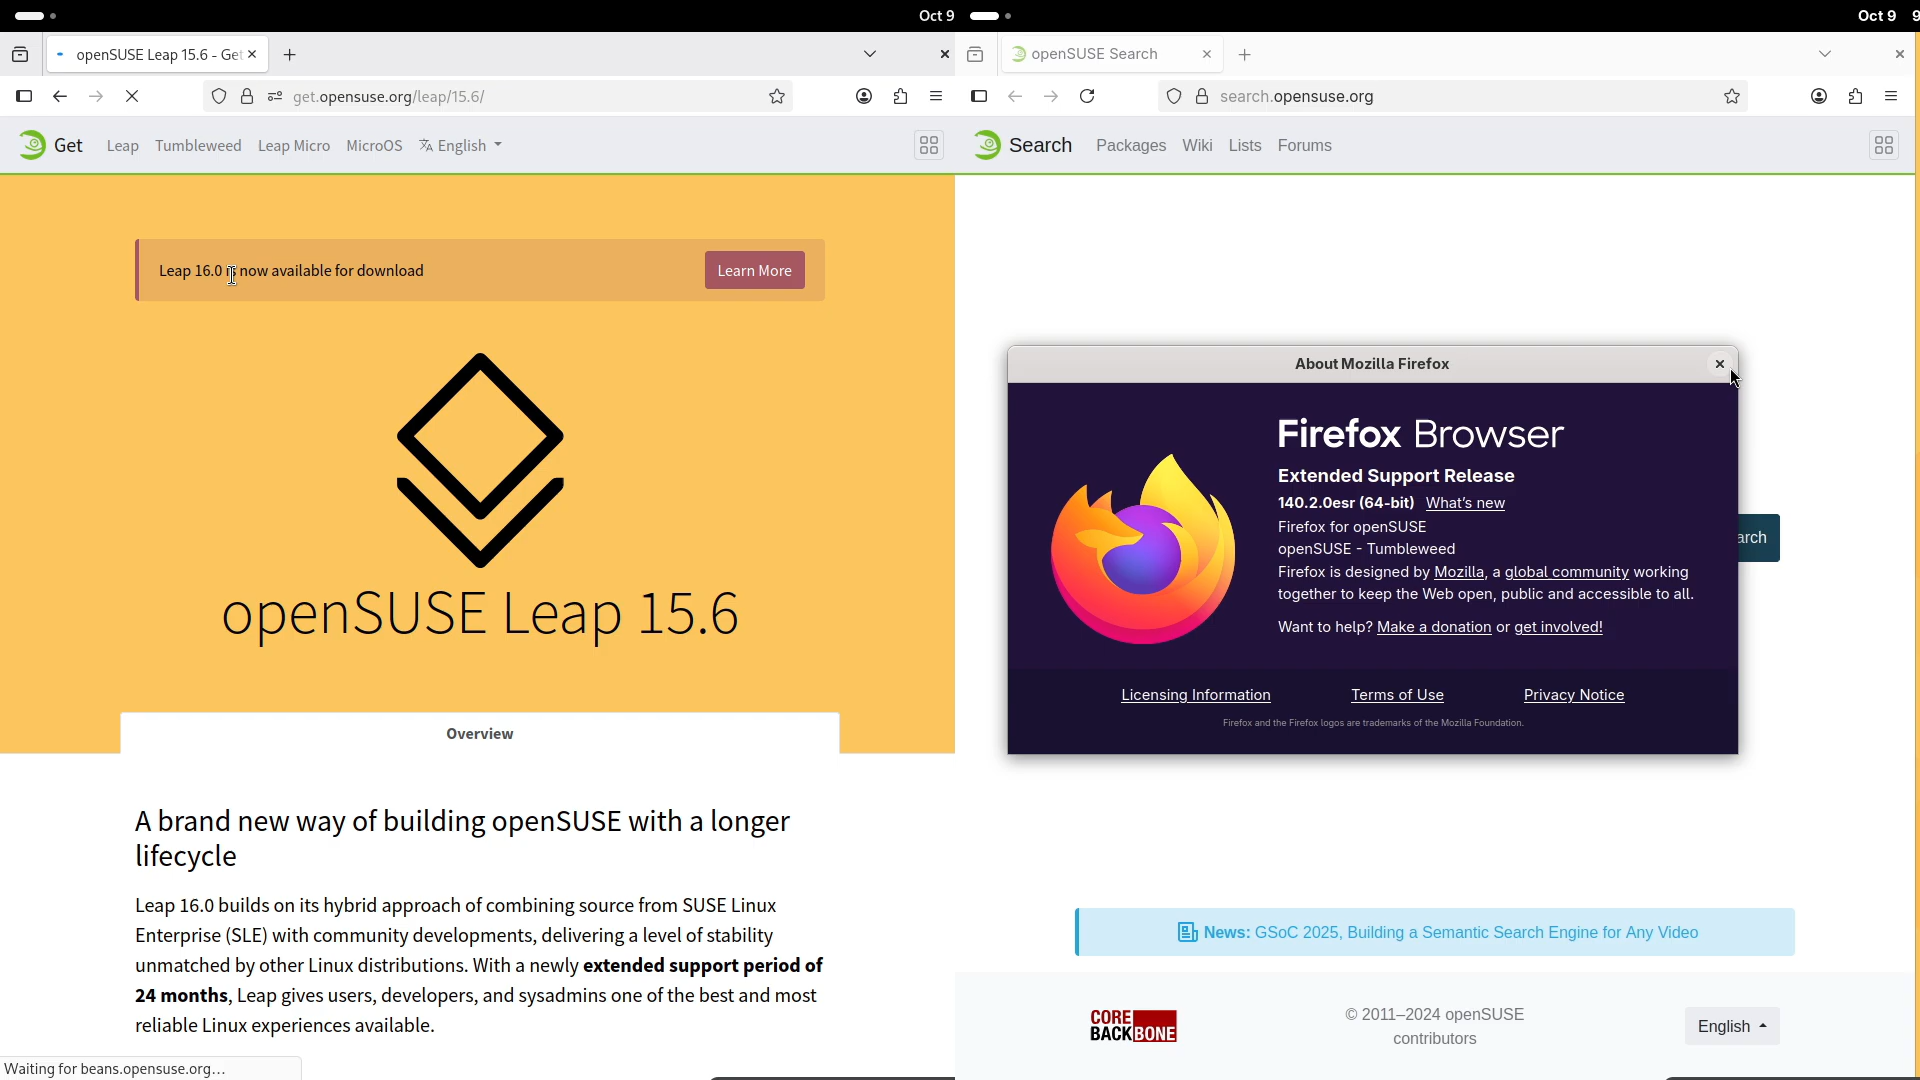 Oct 9
openSUSE Leap 15.6 - Get
get.opensuse.org/leap/15.6/
Get
Leap
Tumbleweed
Leap Micro
MicroOS
English
Leap 16.0 is now available for download
Learn More
openSUSE Leap 15.6
Overview
A brand new way of building openSUSE with a longer
lifecycle
Leap 16.0 builds on its hybrid approach of combining source from SUSE Linux
Enterprise (SLE) with community developments, delivering a level of stability
unmatched by other Linux distributions. With a newly extended support period of
24 months, Leap gives users, developers, and sysadmins one of the best and most
reliable Linux experiences available.
Waiting for beans.opensuse.org…
Oct 9 9
openSUSE Search
search.opensuse.org
Search
Packages
Wiki
Lists
Forums
About Mozilla Firefox
Firefox Browser
Extended Support Release
140.2.0esr (64-bit) What's new
Firefox for openSUSE
openSUSE - Tumbleweed
Firefox is designed by Mozilla, a global community working
together to keep the Web open, public and accessible to all.
Want to help? Make a donation or get involved!
Licensing Information
Terms of Use
Privacy Notice
Firefox and the Firefox logos are trademarks of the Mozilla Foundation.
arch
News: GSoC 2025, Building a Semantic Search Engine for Any Video
CORE
BACKBONE
© 2011–2024 openSUSE
contributors
English